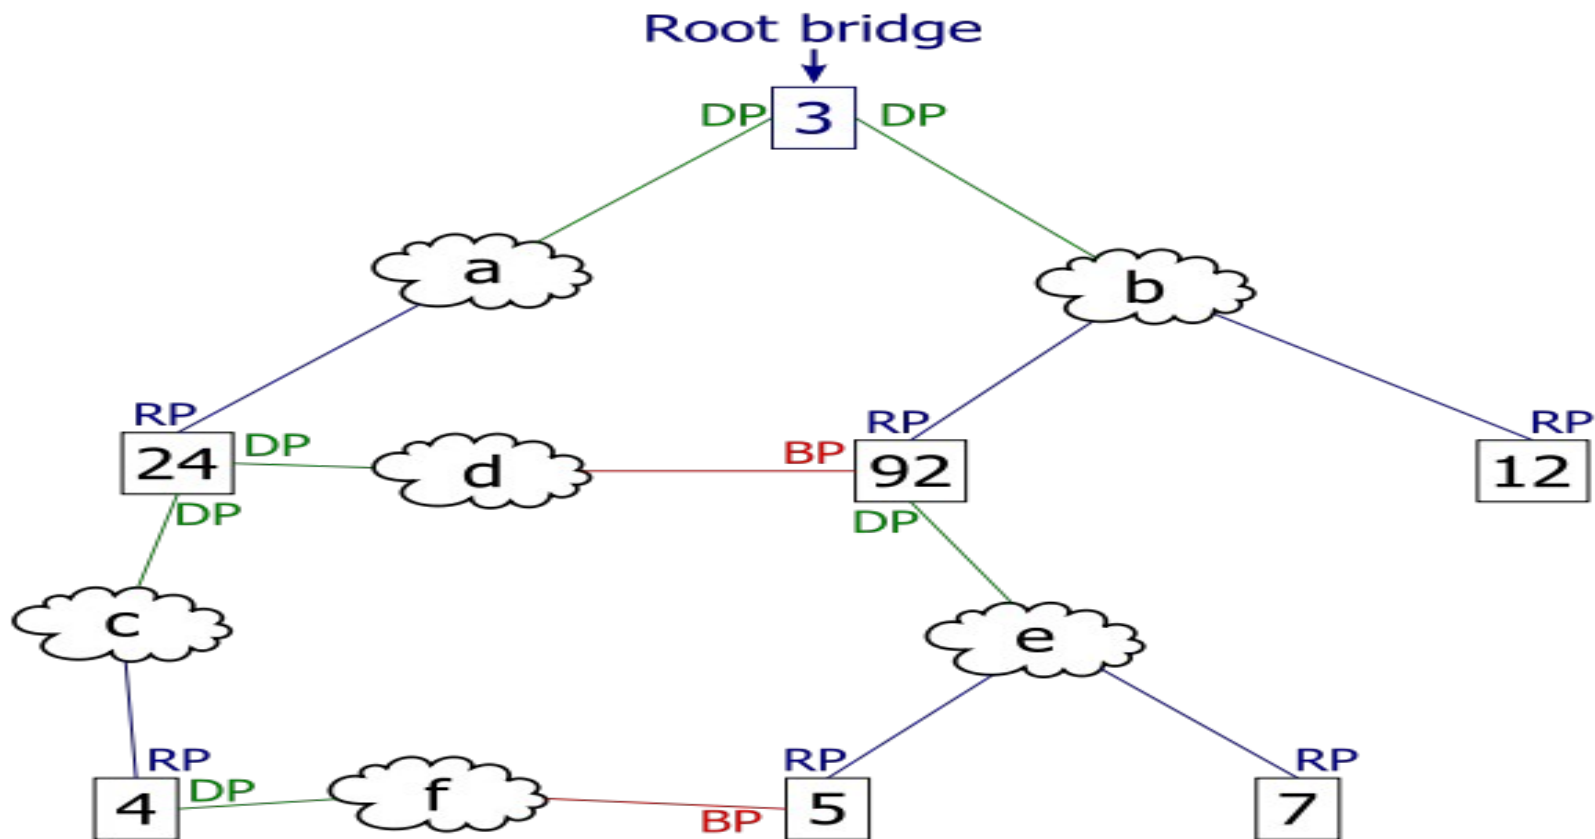 Root bridge
DP 3 DP
a
b
RP
RP
RP
24 DP
d
BP 92
12
DP
DP
c
e
RP
RP
RP
4 DP
f
BP 5
7